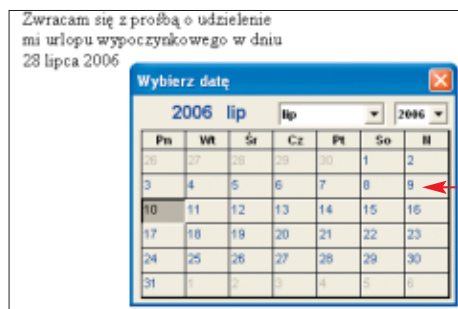 Zwracam się z prośbą o udzielenie
mi urlopu wypoczynkowego w dniu
28 lipca 2006
Wybierz datę
2006 lip lip 2006
Pn Wt Śr Cz Pt So N
26 27 28 29 30 1 2
3 4 5 6 7 8 9
10 11 12 13 14 15 16
17 18 19 20 21 22 23
24 25 26 27 28 29 30
31 1 2 3 4 5 6